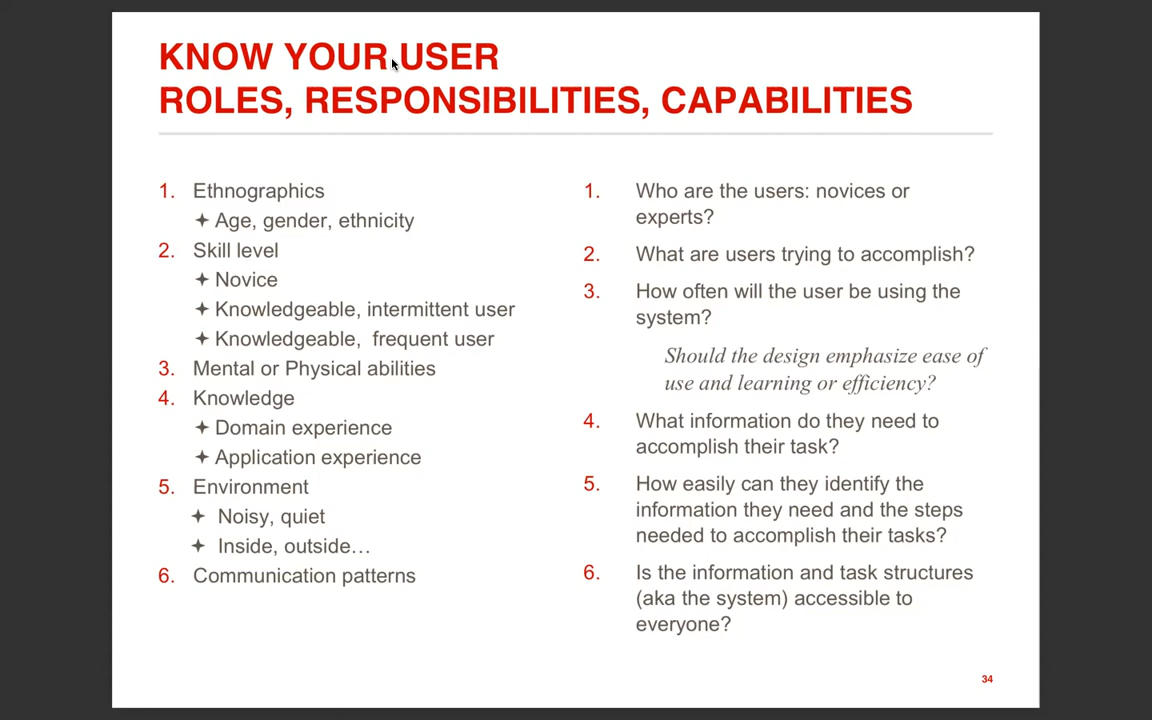 KNOW YOUR USER
ROLES, RESPONSIBILITIES, CAPABILITIES
1. Ethnographics
✦ Age, gender, ethnicity
2. Skill level
✦ Novice
✦ Knowledgeable, intermittent user
✦ Knowledgeable,  frequent user
3. Mental or Physical abilities
4. Knowledge
✦ Domain experience
✦ Application experience
5. Environment
✦ Noisy, quiet
✦ Inside, outside…
6. Communication patterns
1. Who are the users: novices or
experts?
2. What are users trying to accomplish?
3. How often will the user be using the
system?
Should the design emphasize ease of
use and learning or efficiency?
4. What information do they need to
accomplish their task?
5. How easily can they identify the
information they need and the steps
needed to accomplish their tasks?
6. Is the information and task structures
(aka the system) accessible to
everyone?
34